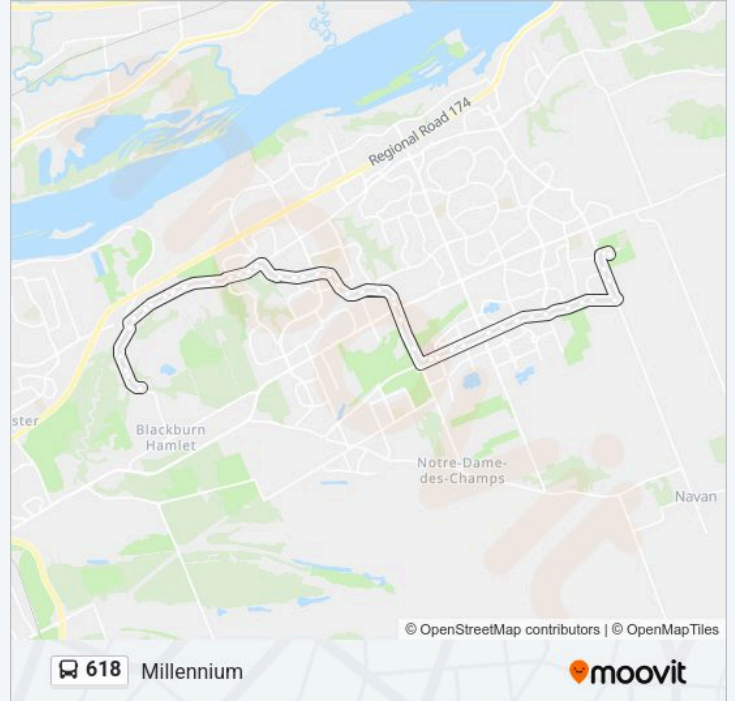 Regional Road 174
ster
Blackburn
Hamlet
Notre-Dame-
des-Champs
Navan
© OpenStreetMap contributors | © OpenMapTiles
618 Millennium
moovit